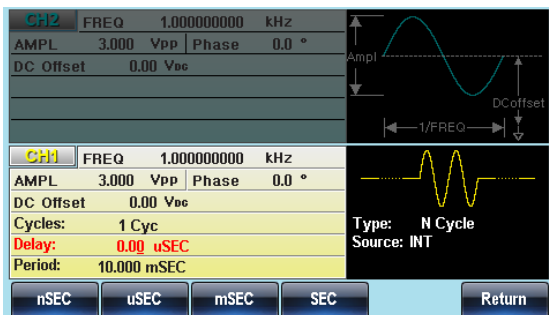 CH2 FREQ 1.000000000 kHz
AMPL 3.000 Vpp Phase 0.0 °
DC Offset 0.00 VDC
Ampl
DCoffset
1/FREQ
CH1 FREQ 1.000000000 kHz
AMPL 3.000 Vpp Phase 0.0 °
DC Offset 0.00 VDC
Cycles: 1 Cyc
Delay: 0.00 uSEC
Period: 10.000 mSEC
Type: N Cycle
Source: INT
nSEC uSEC mSEC SEC Return